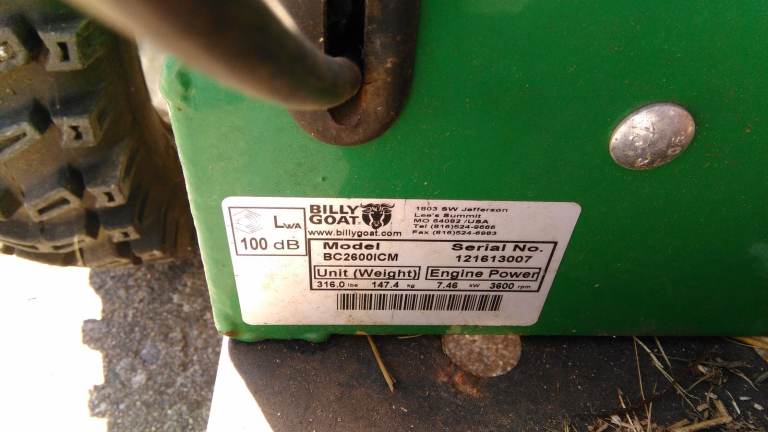 LWA
100 dB
BILLY GOAT
www.billygoat.com
1803 SW Jefferson
Lee's Summit
MO 64082 /USA
Tel (816)524-9666
Fax (816)524-6983
Model Serial No.
BC2600ICM 121613007
Unit (Weight) Engine Power
316.0 lbs 147.4 kg 7.46 kW 3600 rpm